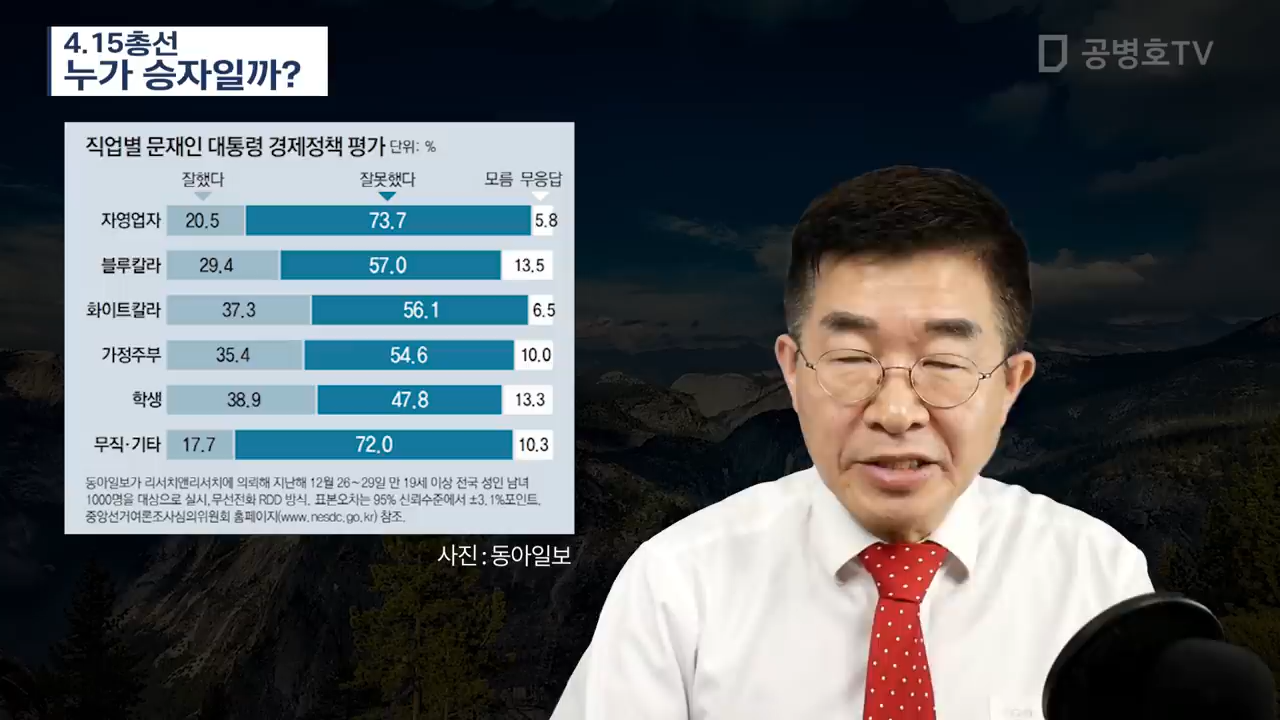 4.15총선
누가 승자일까?
공병호TV
직업별 문재인 대통령 경제정책 평가 단위: %
잘했다 잘못했다 모름 무응답
자영업자 20.5 73.7 5.8
블루칼라 29.4 57.0 13.5
화이트칼라 37.3 56.1 6.5
가정주부 35.4 54.6 10.0
학생 38.9 47.8 13.3
무직·기타 17.7 72.0 10.3
동아일보가 리서치앤리서치에 의뢰해 지난해 12월 26~29일 만 19세 이상 전국 성인 남녀
1000명을 대상으로 실시, 무선전화 RDD 방식, 표본오차는 95% 신뢰수준에서 ±3.1%포인트.
중앙선거여론조사심의위원회 홈페이지(www.nesdc.go.kr) 참조.
사진 : 동아일보